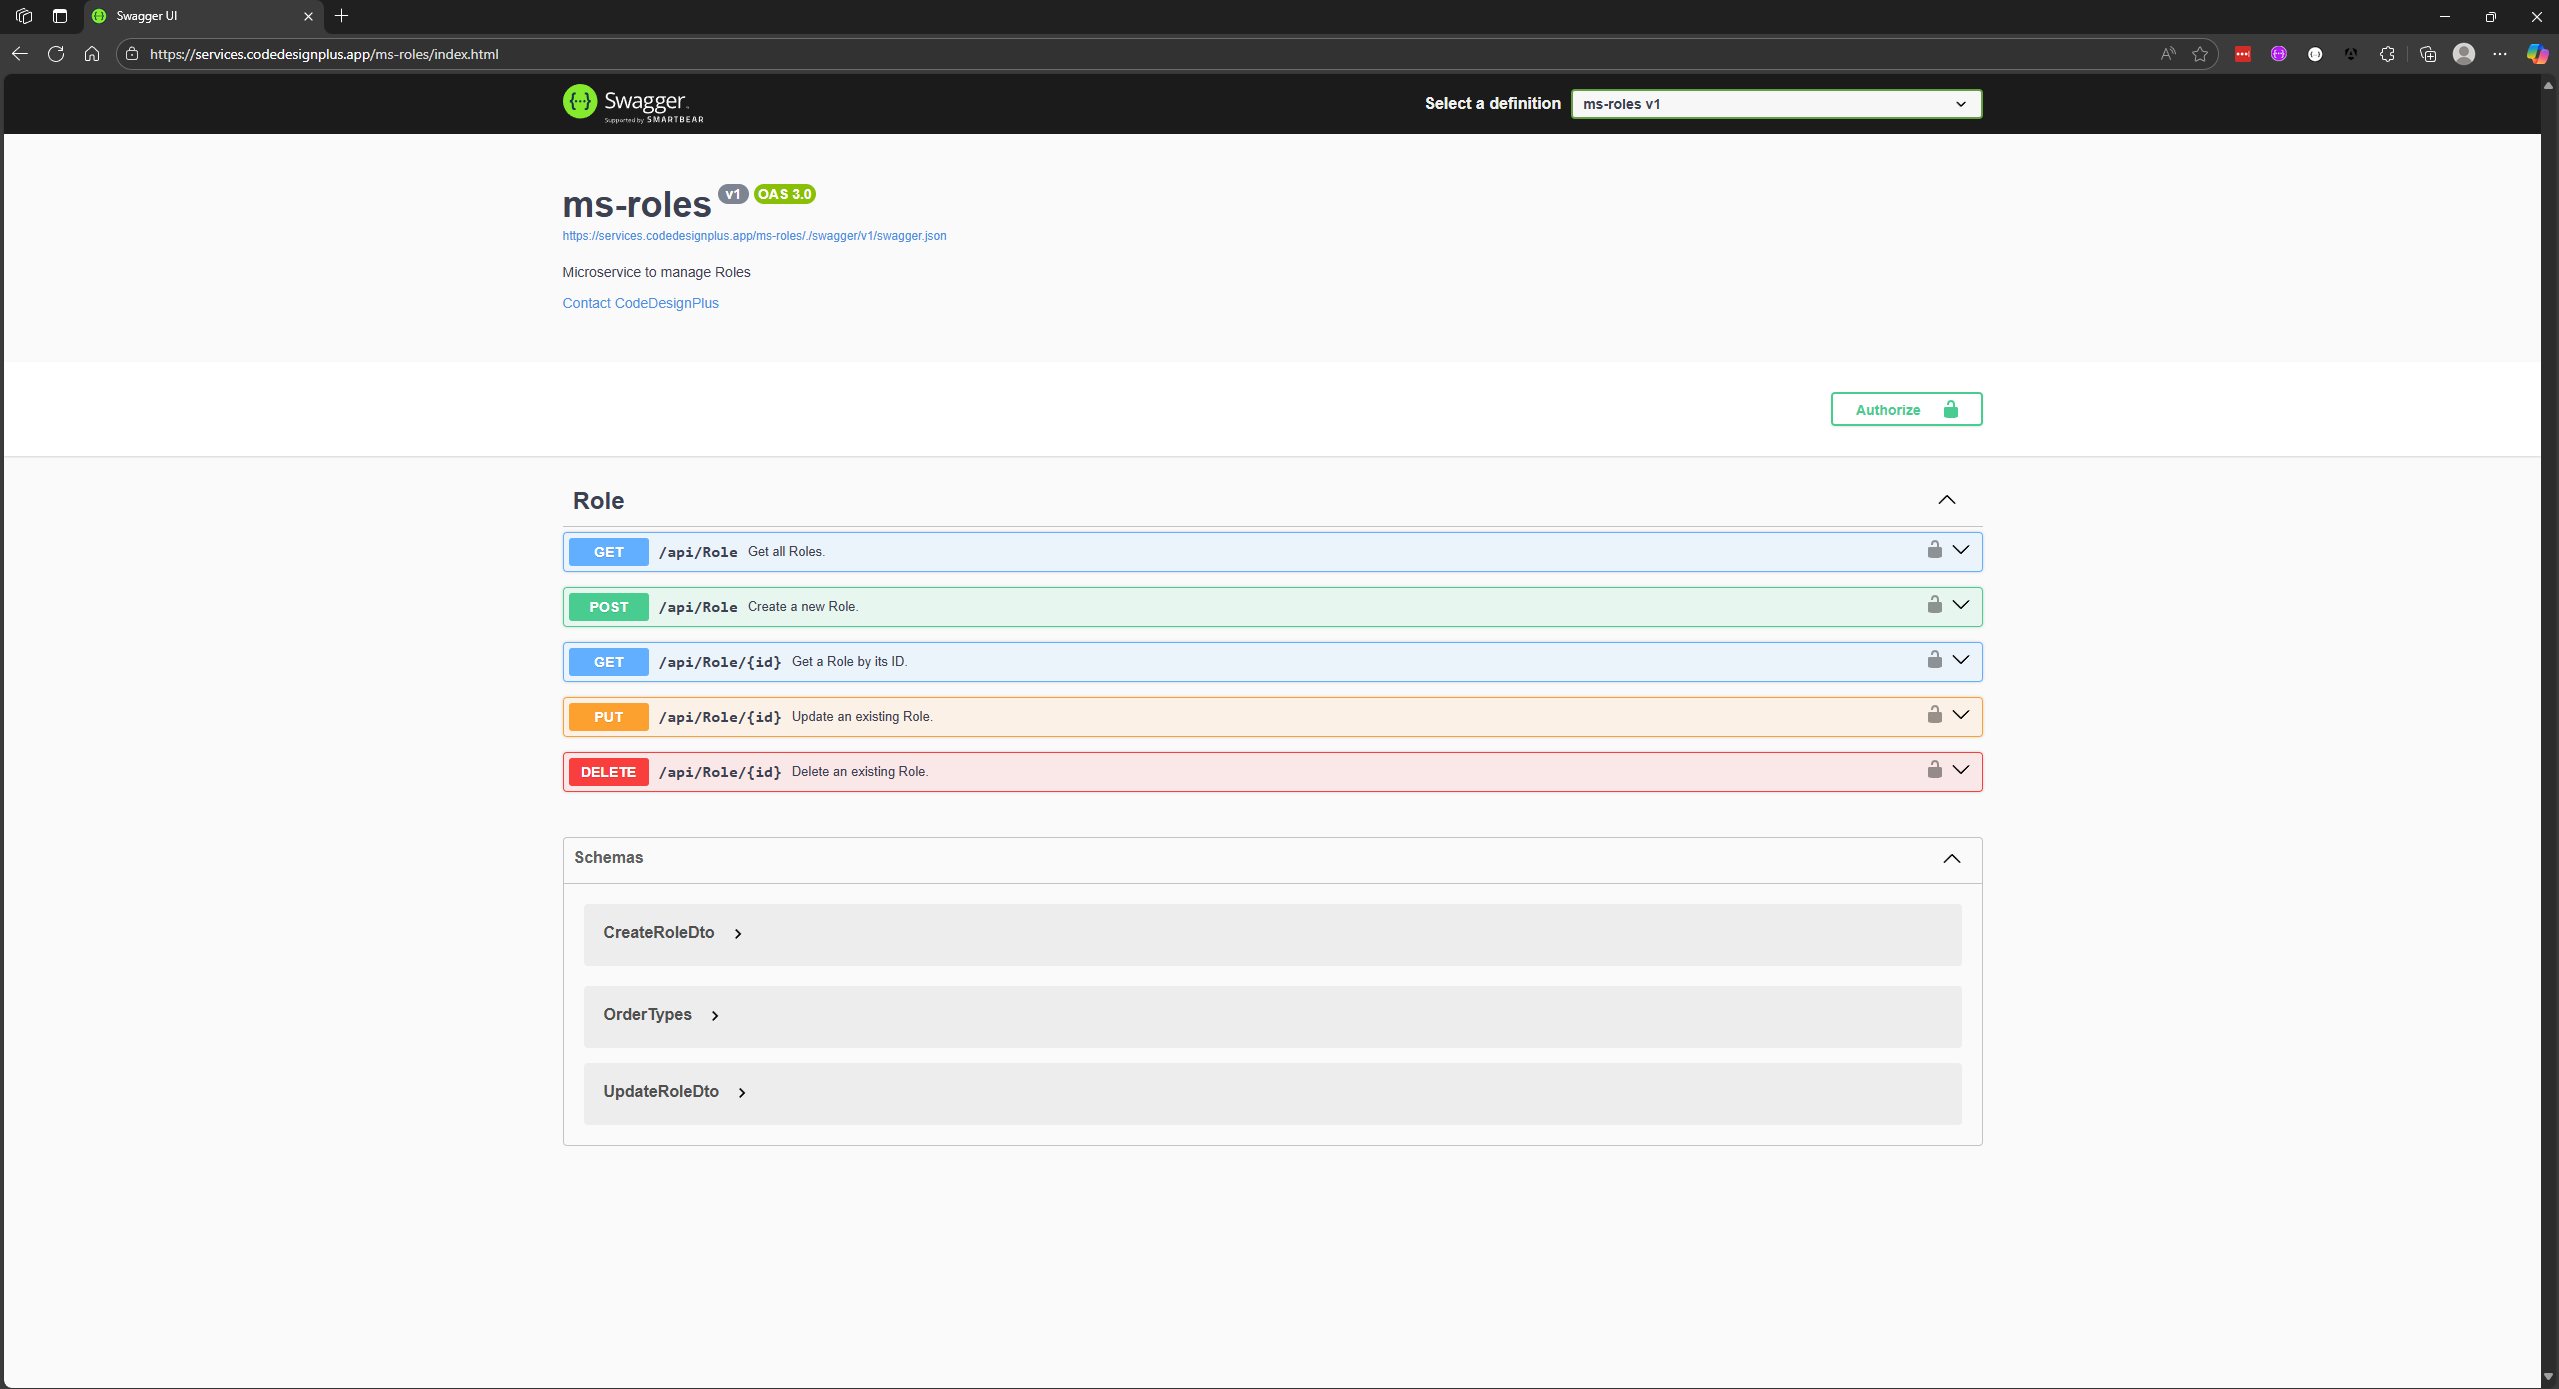 Swagger UI
https://services.codedesignplus.app/ms-roles/index.html
Swagger
Supported by SMARTBEAR
Select a definition
ms-roles v1
ms-roles v1 OAS 3.0
https://services.codedesignplus.app/ms-roles/./swagger/v1/swagger.json
Microservice to manage Roles
Contact CodeDesignPlus
Authorize
Role
GET /api/Role Get all Roles.
POST /api/Role Create a new Role.
GET /api/Role/{id} Get a Role by its ID.
PUT /api/Role/{id} Update an existing Role.
DELETE /api/Role/{id} Delete an existing Role.
Schemas
CreateRoleDto
OrderTypes
UpdateRoleDto